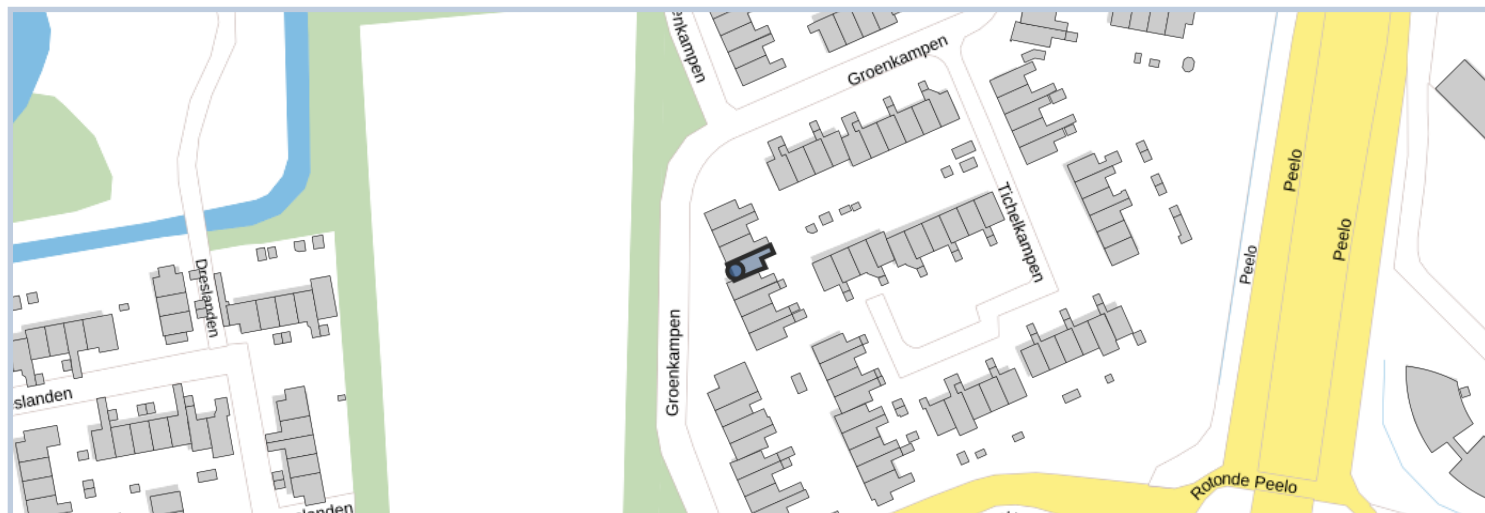 Groenkampen
Peelo
Dreslanden
Tichelkampen
Peelo
Peelo
Groenkampen
Rotonde Peelo